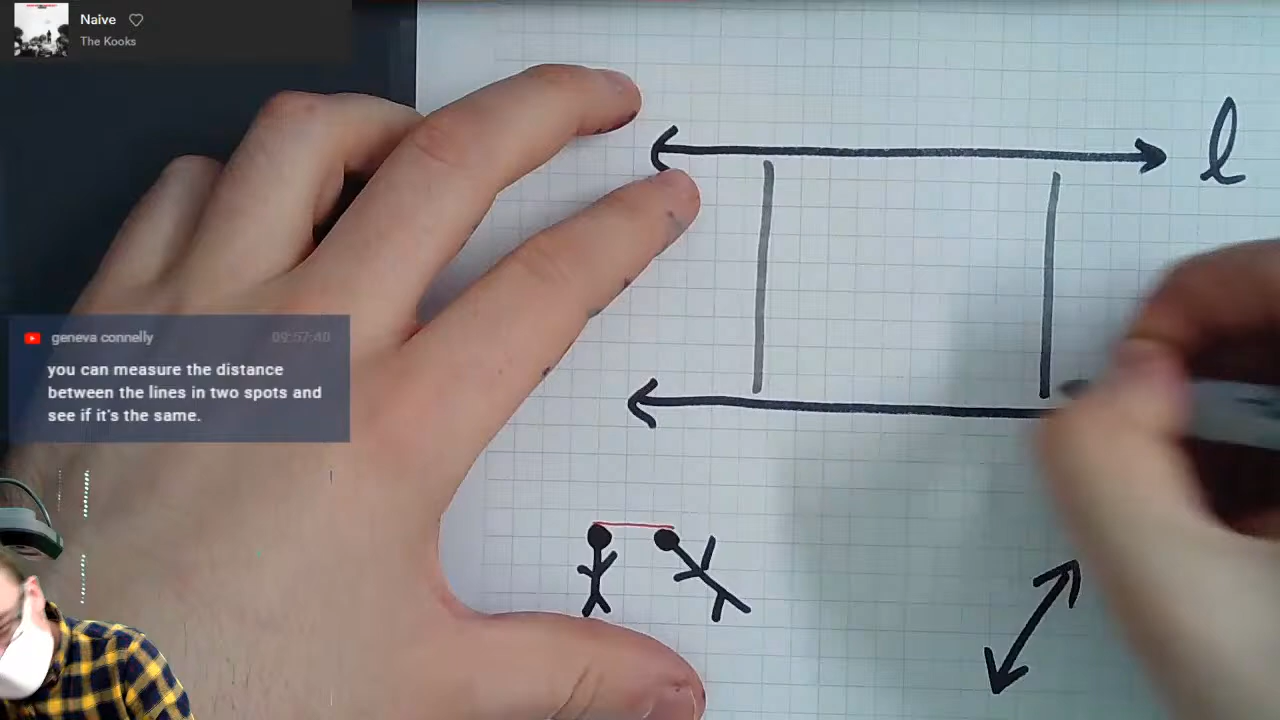 Naive
The Kooks
l
geneva connelly 09:57:40
you can measure the distance
between the lines in two spots and
see if it's the same.